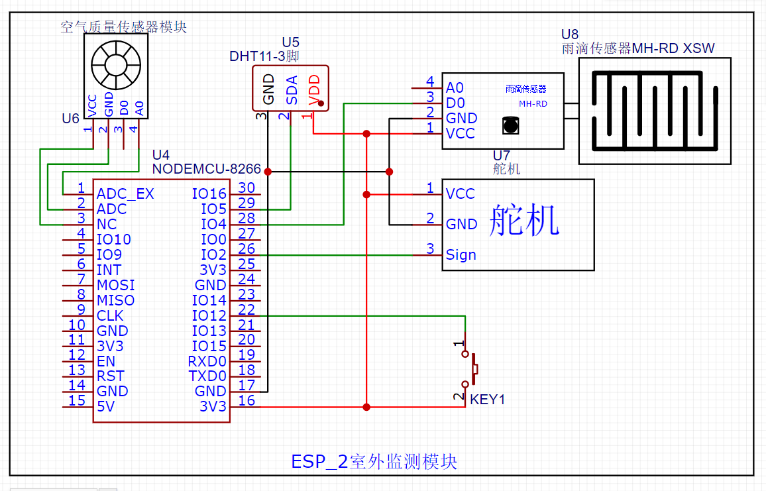 空气质量传感器模块
U6
VCC
GND
D0
A0
1
2
3
4
U5
DHT11-3脚
GND
SDA
VDD
3
2
1
U8
雨滴传感器MH-RD XSW
4 A0
3 D0
2 GND
1 VCC
雨滴传感器
MH-RD
U7
舵机
1 VCC
2 GND
3 Sign
舵机
U4
NODEMCU-8266
1 ADC_EX IO16 30
2 ADC IO5 29
3 NC IO4 28
4 IO10 IO0 27
5 IO9 IO2 26
6 INT 3V3 25
7 MOSI GND 24
8 MISO IO14 23
9 CLK IO12 22
10 GND IO13 21
11 3V3 IO15 20
12 EN RXD0 19
13 RST TXD0 18
14 GND GND 17
15 5V 3V3 16
1
2
KEY1
ESP_2室外监测模块